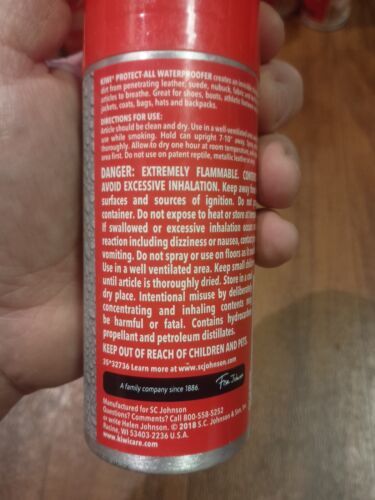 KIWI® PROTECT-ALL WATERPROOFER creates an invisible
dirt from penetrating leather, suede, nubuck, fabric
articles to breathe. Great for shoes, boots, athletic
jackets, coats, bags, hats and backpacks.
DIRECTIONS FOR USE:
Article should be clean and dry. Use in a well-ventilated
use while smoking. Hold can upright 7-10" away. Spray
thoroughly. Allow to dry one hour at room temperature,
area first. Do not use on patent reptile, metallic leather or
DANGER: EXTREMELY FLAMMABLE.
AVOID EXCESSIVE INHALATION. Keep away
surfaces and sources of ignition. Do not
container. Do not expose to heat or store at
If swallowed or excessive inhalation
reaction including dizziness or nausea,
vomiting. Do not spray or use on floors as
Use in a well ventilated area. Keep small
until article is thoroughly dried. Store in a
dry place. Intentional misuse by deliberately
concentrating and inhaling contents may
be harmful or fatal. Contains
propellant and petroleum distillates.
KEEP OUT OF REACH OF CHILDREN AND PETS.
35*32736 Learn more at www.scjohnson.com
A family company since 1886.
Manufactured for SC Johnson
Questions? Comments? Call 800-558-5252
or write Helen Johnson. © 2018 S.C. Johnson & Son, Inc.
Racine, WI 53403-2236 U.S.A.
www.kiwicare.com